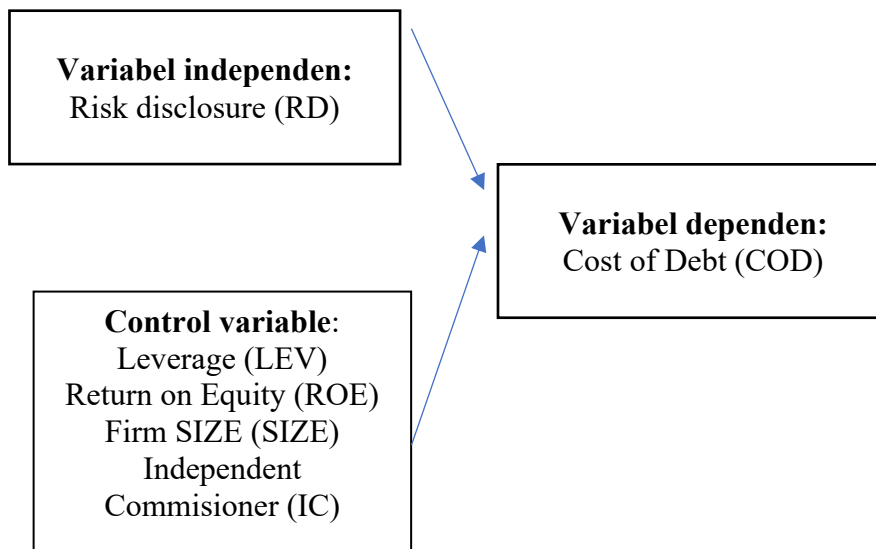 Variabel independen:
Risk disclosure (RD)
Variabel dependen:
Cost of Debt (COD)
Control variable:
Leverage (LEV)
Return on Equity (ROE)
Firm SIZE (SIZE)
Independent
Commisioner (IC)